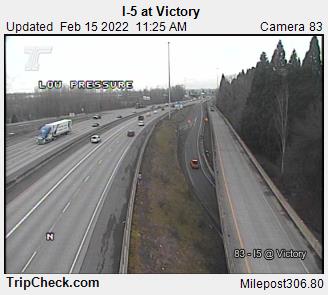 I-5 at Victory
Updated Feb 15 2022 11:25 AM Camera 83
LOW PRESSURE
N
83 - I5 @ Victory
TripCheck.com Milepost306.80